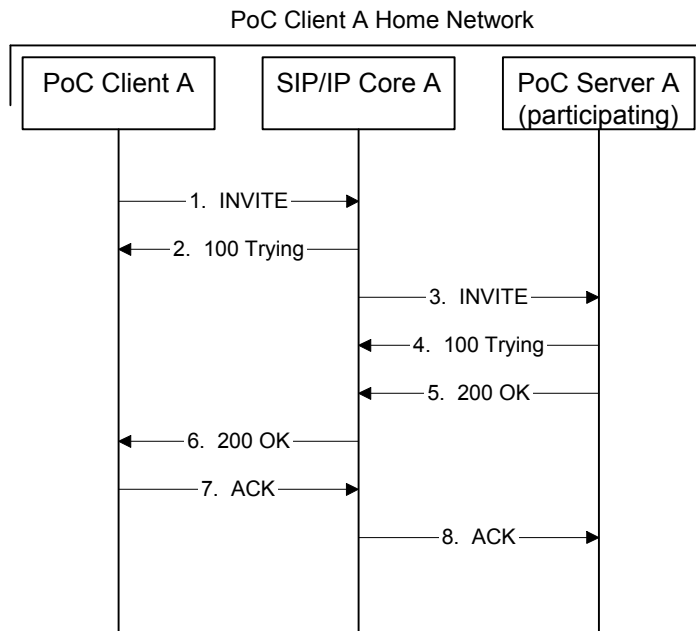 PoC Client A Home Network
PoC Client A
SIP/IP Core A
PoC Server A
(participating)
1. INVITE
2. 100 Trying
3. INVITE
4. 100 Trying
5. 200 OK
6. 200 OK
7. ACK
8. ACK